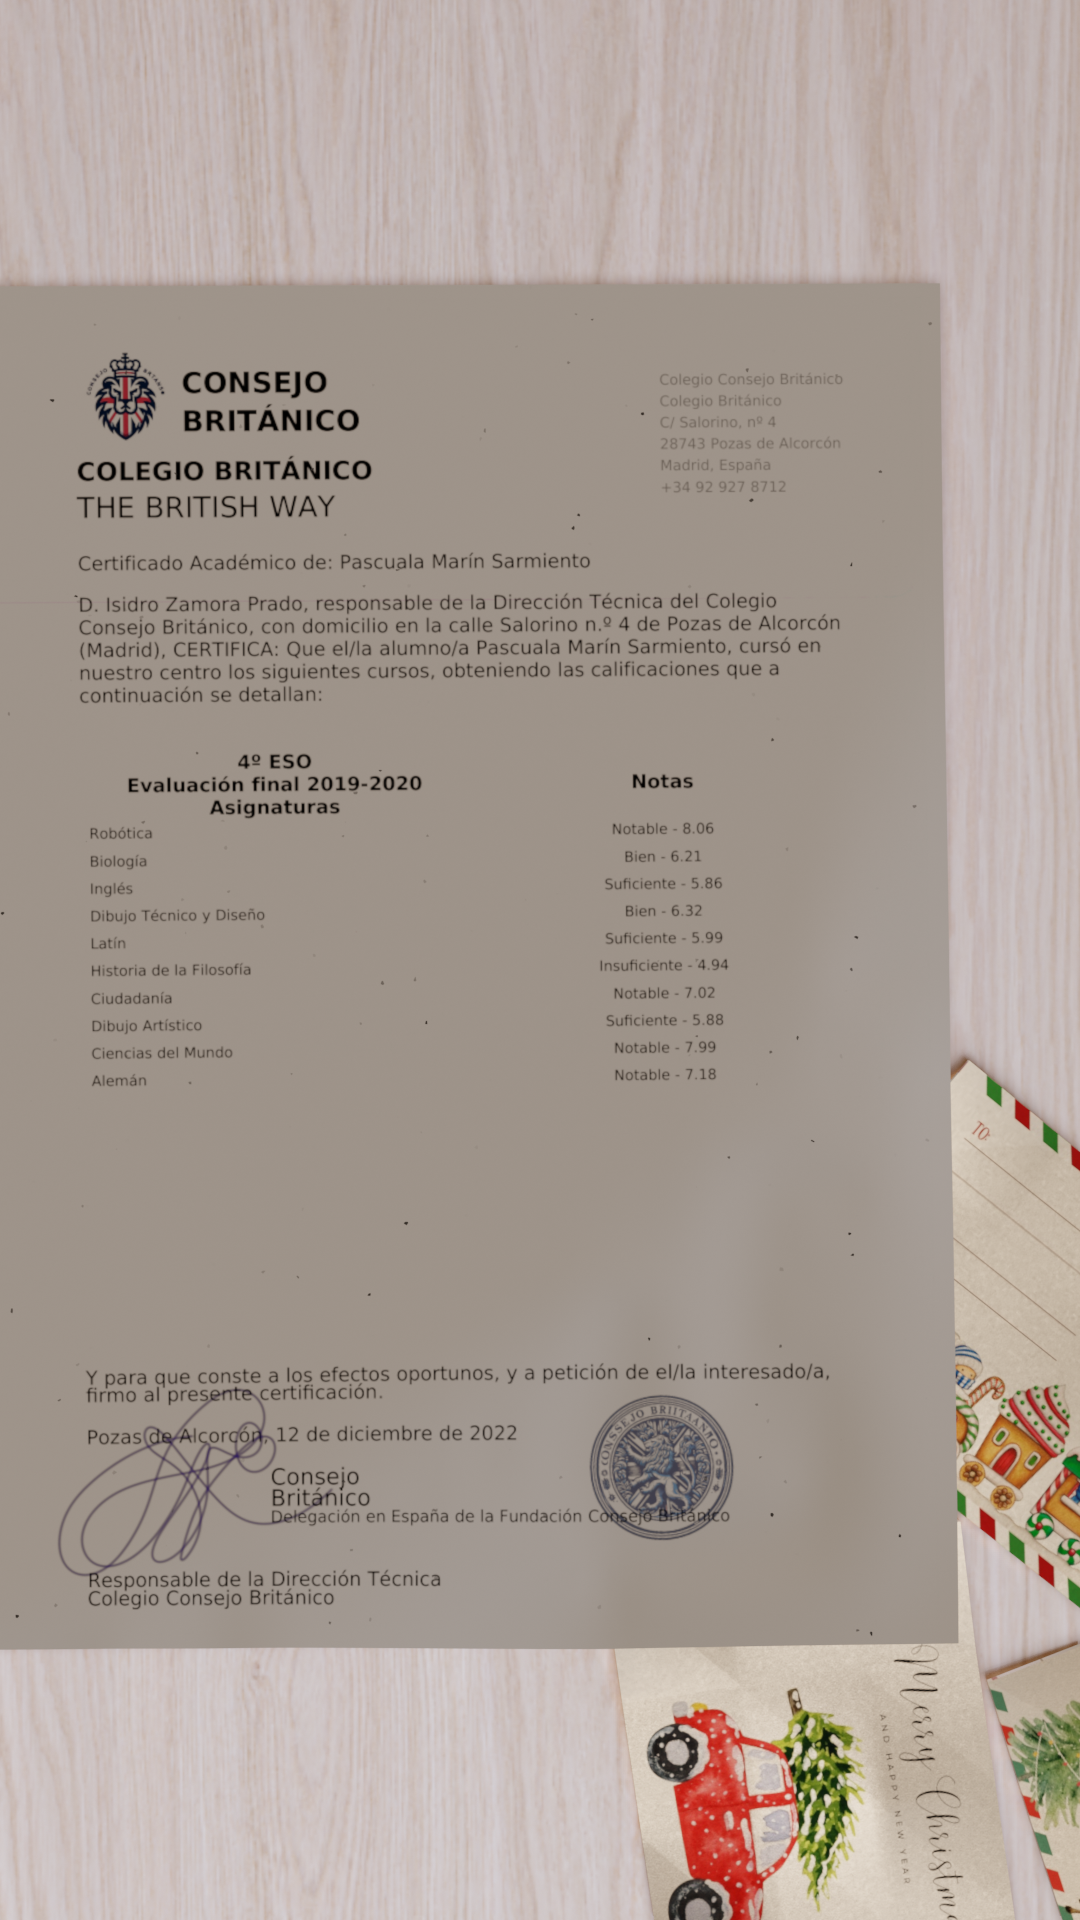 CONSEJO
BRITÁNICO
COLEGIO BRITÁNICO
THE BRITISH WAY
Colegio Consejo Británico
Colegio Británico
C/ Salorino, nº 4
28743 Pozas de Alcorcón
Madrid, España
+34 92 927 8712
Certificado Académico de: Pascuala Marín Sarmiento
D. Isidro Zamora Prado, responsable de la Dirección Técnica del Colegio
Consejo Británico, con domicilio en la calle Salorino n.º 4 de Pozas de Alcorcón
(Madrid), CERTIFICA: Que el/la alumno/a Pascuala Marín Sarmiento, cursó en
nuestro centro los siguientes cursos, obteniendo las calificaciones que a
continuación se detallan:
4º ESO
Evaluación final 2019-2020
Asignaturas
Notas
Robótica Notable - 8.06
Biología Bien - 6.21
Inglés Suficiente - 5.86
Dibujo Técnico y Diseño Bien - 6.32
Latín Suficiente - 5.99
Historia de la Filosofía Insuficiente - 4.94
Ciudadanía Notable - 7.02
Dibujo Artístico Suficiente - 5.88
Ciencias del Mundo Notable - 7.99
Alemán Notable - 7.18
Y para que conste a los efectos oportunos, y a petición de el/la interesado/a,
firmo al presente certificación.
Pozas de Alcorcón, 12 de diciembre de 2022
Consejo
Británico
Delegación en España de la Fundación Consejo Británico
Responsable de la Dirección Técnica
Colegio Consejo Británico
TO:
Merry Christm
AND HAPPY NEW YEAR